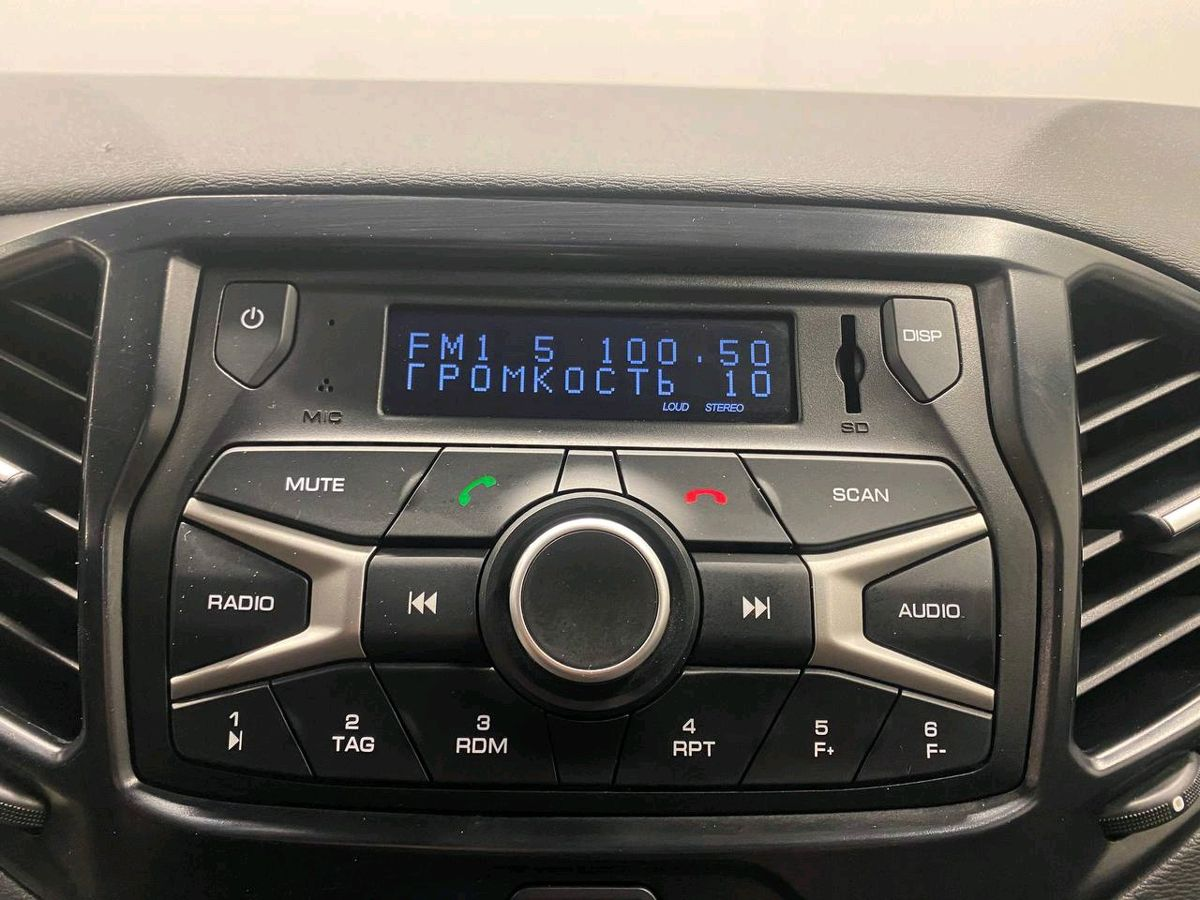 FM1 5 100.50
ГРОМКОСТЬ 10
LOUD STEREO
DISP
MIC
SD
MUTE
SCAN
RADIO
AUDIO
1
2
TAG
3
RDM
4
RPT
5
F+
6
F-